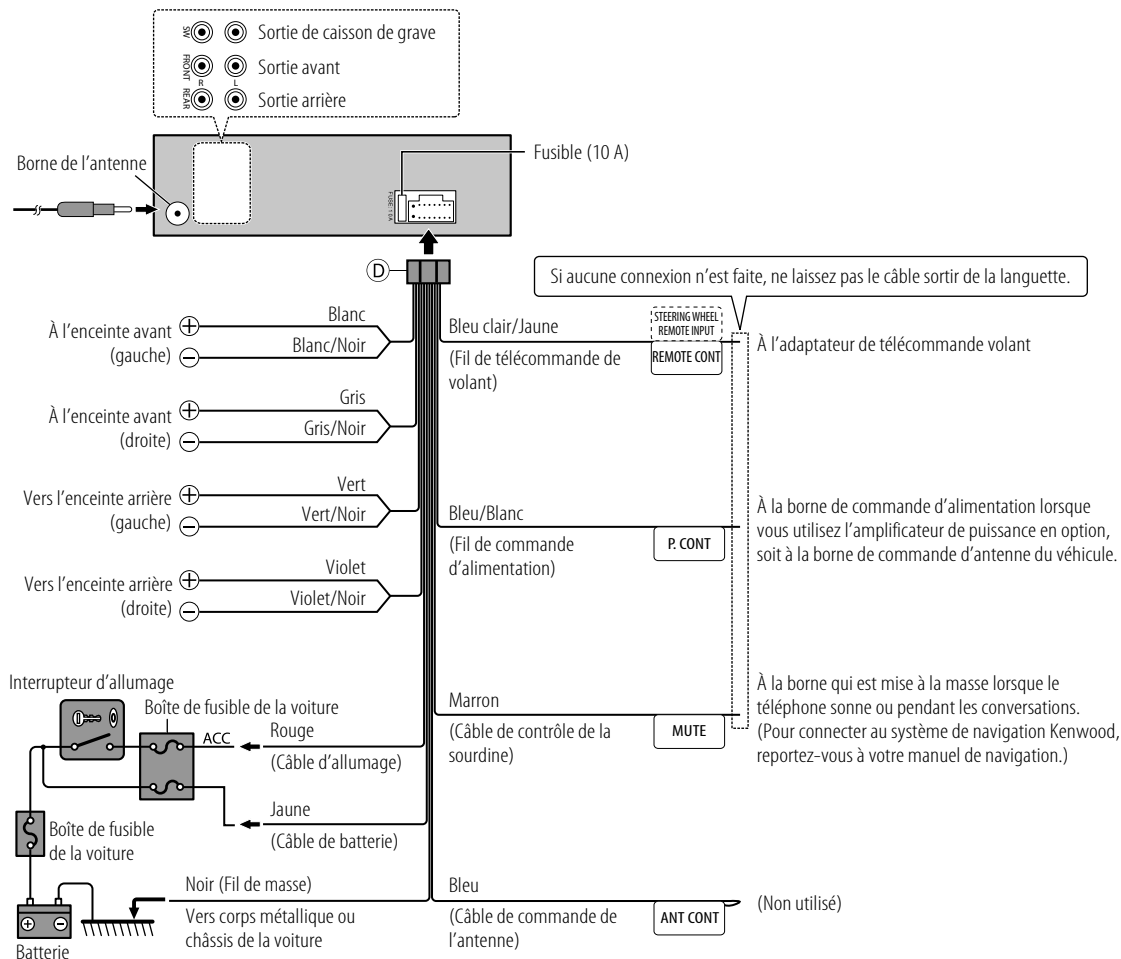 SW
Sortie de caisson de grave
FRONT
Sortie avant
R
L
REAR
Sortie arrière
Borne de l'antenne
Fusible (10 A)
FUSE 10A
D
Si aucune connexion n'est faite, ne laissez pas le câble sortir de la languette.
À l'enceinte avant
(gauche)
Blanc
Blanc/Noir
Bleu clair/Jaune
(Fil de télécommande de
volant)
STEERING WHEEL
REMOTE INPUT
REMOTE CONT
À l'adaptateur de télécommande volant
À l'enceinte avant
(droite)
Gris
Gris/Noir
Vers l'enceinte arrière
(gauche)
Vert
Vert/Noir
Bleu/Blanc
(Fil de commande
d'alimentation)
P. CONT
À la borne de commande d'alimentation lorsque
vous utilisez l'amplificateur de puissance en option,
soit à la borne de commande d'antenne du véhicule.
Vers l'enceinte arrière
(droite)
Violet
Violet/Noir
Interrupteur d'allumage
Boîte de fusible de la voiture
ACC
Rouge
(Câble d'allumage)
Marron
(Câble de contrôle de la
sourdine)
MUTE
À la borne qui est mise à la masse lorsque le
téléphone sonne ou pendant les conversations.
(Pour connecter au système de navigation Kenwood,
reportez-vous à votre manuel de navigation.)
Jaune
(Câble de batterie)
Boîte de fusible
de la voiture
Noir (Fil de masse)
Vers corps métallique ou
châssis de la voiture
Batterie
Bleu
(Câble de commande de
l'antenne)
ANT CONT
(Non utilisé)